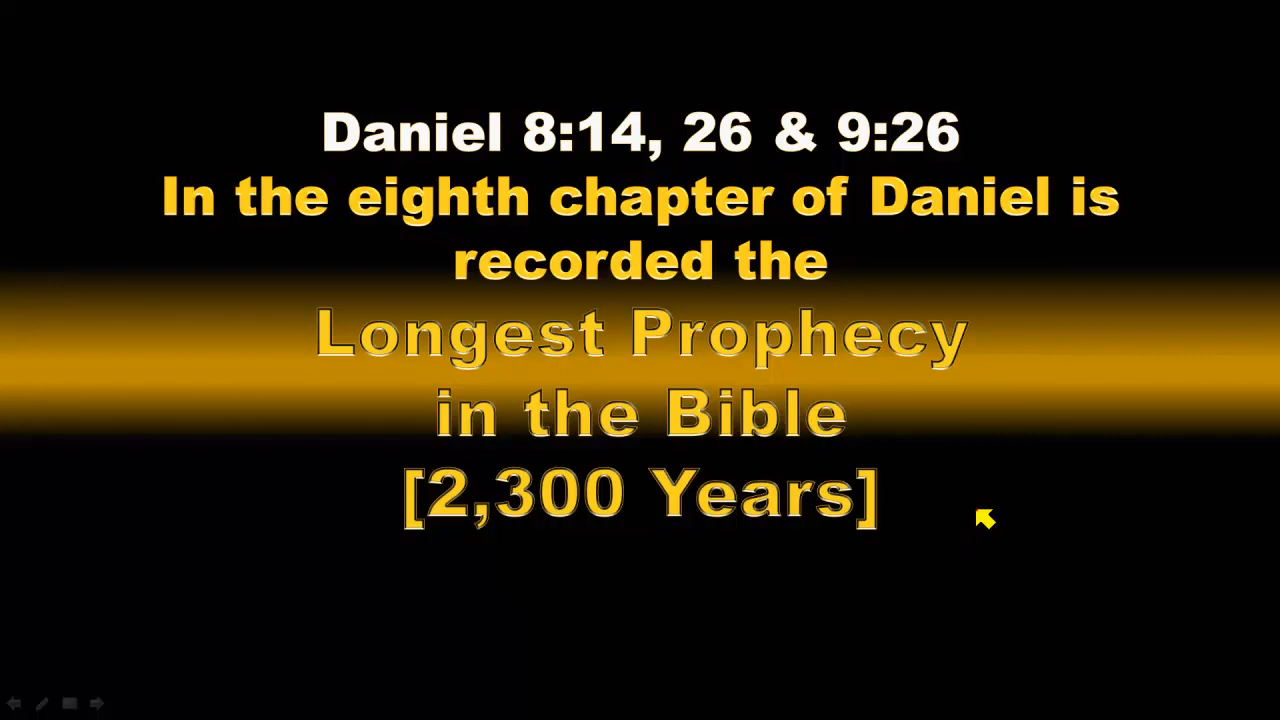 Daniel 8:14, 26 & 9:26
In the eighth chapter of Daniel is
recorded the
Longest Prophecy
in the Bible
[2,300 Years]